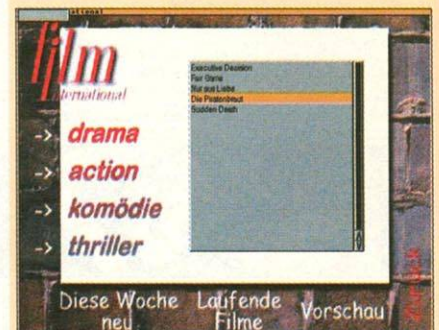 film
international
Executive Decision
Fair Game
Nur aus Liebe
Die Piratenbraut
Sudden Death
-> drama
-> action
-> komödie
-> thriller
Diese Woche
neu
Laufende
Filme
Vorschau
Zurück